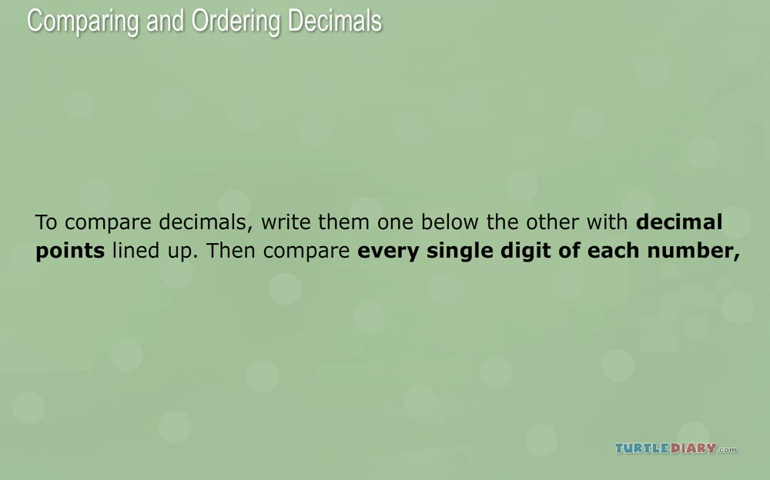 Comparing and Ordering Decimals
To compare decimals, write them one below the other with decimal
points lined up. Then compare every single digit of each number,
TURTLEDIARY.com